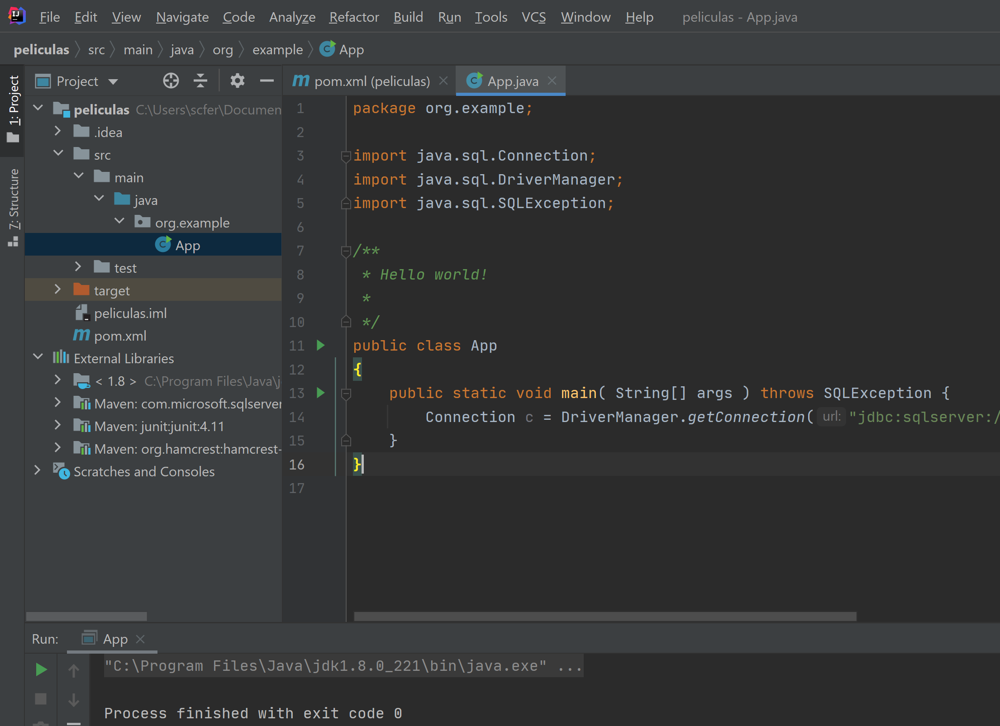 File Edit View Navigate Code Analyze Refactor Build Run Tools VCS Window Help peliculas - App.java
peliculas src main java org example App
1: Project
7: Structure
Project
peliculas C:\Users\scfer\Documen
.idea
src
main
java
org.example
App
test
target
peliculas.iml
pom.xml
External Libraries
< 1.8 > C:\Program Files\Java\j
Maven: com.microsoft.sqlserver
Maven: junit:junit:4.11
Maven: org.hamcrest:hamcrest-
Scratches and Consoles
pom.xml (peliculas) App.java
1 package org.example;
2
3 import java.sql.Connection;
4 import java.sql.DriverManager;
5 import java.sql.SQLException;
6
7 /**
8 * Hello world!
9 *
10 */
11 public class App
12 {
13 public static void main( String[] args ) throws SQLException {
14 Connection c = DriverManager.getConnection( url: "jdbc:sqlserver:/
15 }
16 }
17
Run: App
"C:\Program Files\Java\jdk1.8.0_221\bin\java.exe" ...
Process finished with exit code 0